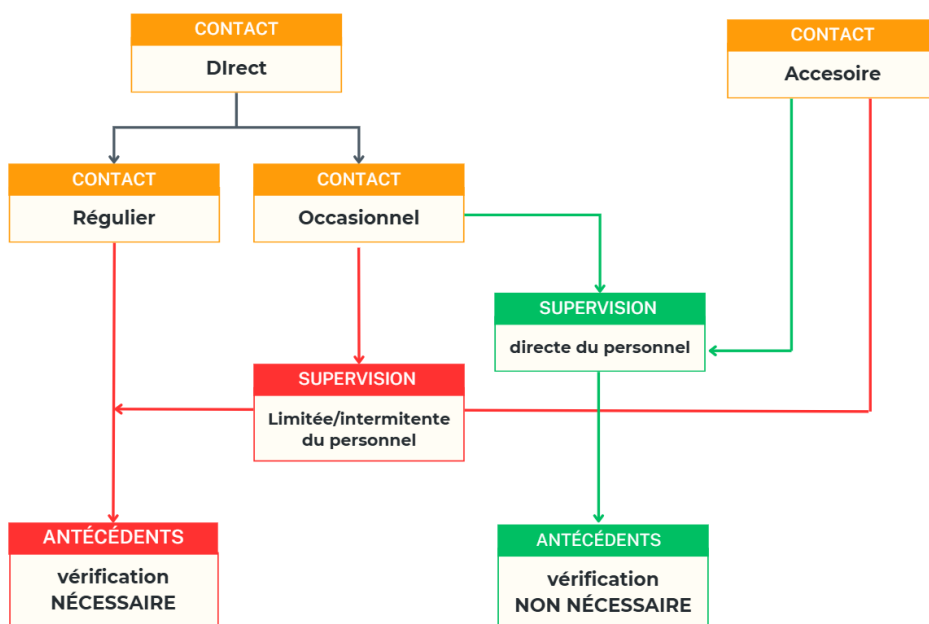 CONTACT
DIrect
CONTACT
Accesoire
CONTACT
Régulier
CONTACT
Occasionnel
SUPERVISION
directe du personnel
SUPERVISION
Limitée/intermitente
du personnel
ANTÉCÉDENTS
vérification
NÉCESSAIRE
ANTÉCÉDENTS
vérification
NON NÉCESSAIRE